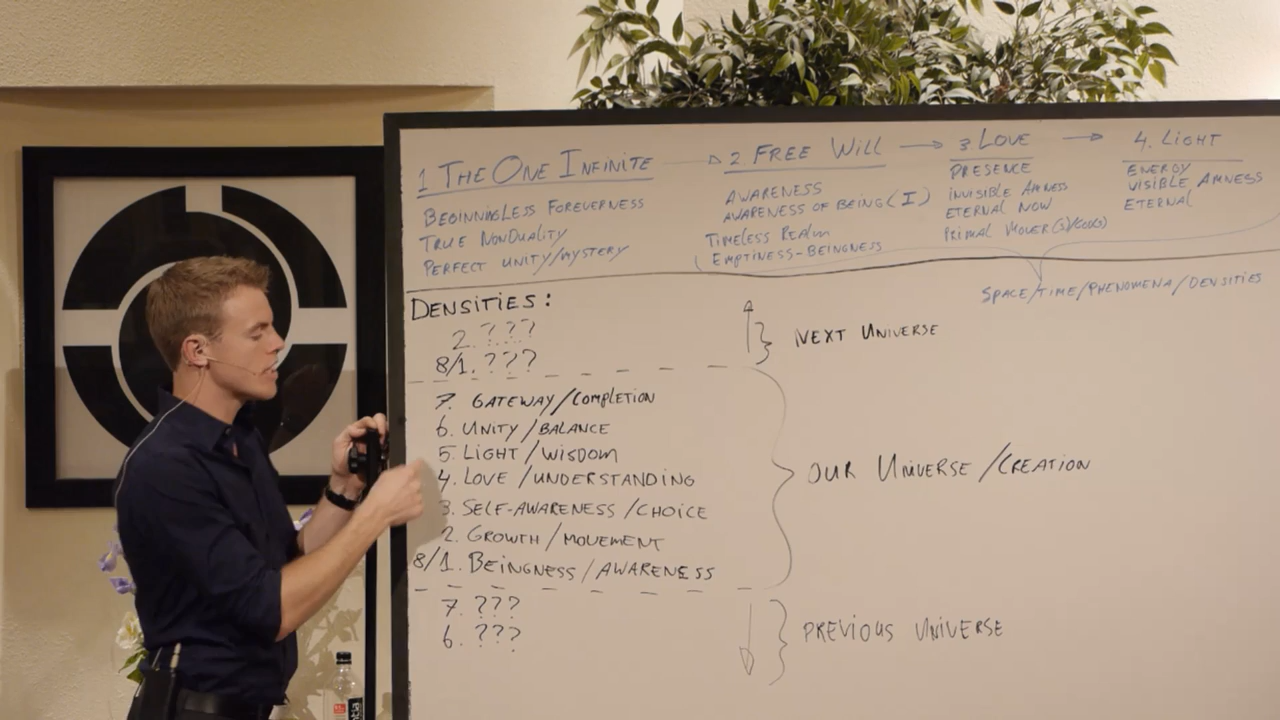 1 THE ONE INFINITE → 2. FREE WILL → 3 LOVE → 4. LIGHT
BEGINNINGLESS FOREVERNESS
TRUE NONDUALITY
PERFECT UNITY/MYSTERY
AWARENESS
AWARENESS OF BEING (I)
TIMELESS REALM
EMPTINESS-BEINGNESS
PRESENCE
INVISIBLE AMNESS
ETERNAL NOW
PRIMAL
ENERGY
VISIBLE AMNESS
ETERNAL
SPACE/TIME/PHENOMENA/DENSITIES
DENSITIES:
2. ???
8/1. ???
NEXT UNIVERSE
7. GATEWAY/COMPLETION
6. UNITY/BALANCE
5. LIGHT/WISDOM
4. LOVE/UNDERSTANDING
3. SELF-AWARENESS/CHOICE
2. GROWTH/MOVEMENT
8/1. BEINGNESS/AWARENESS
OUR UNIVERSE/CREATION
7. ???
6. ???
PREVIOUS UNIVERSE